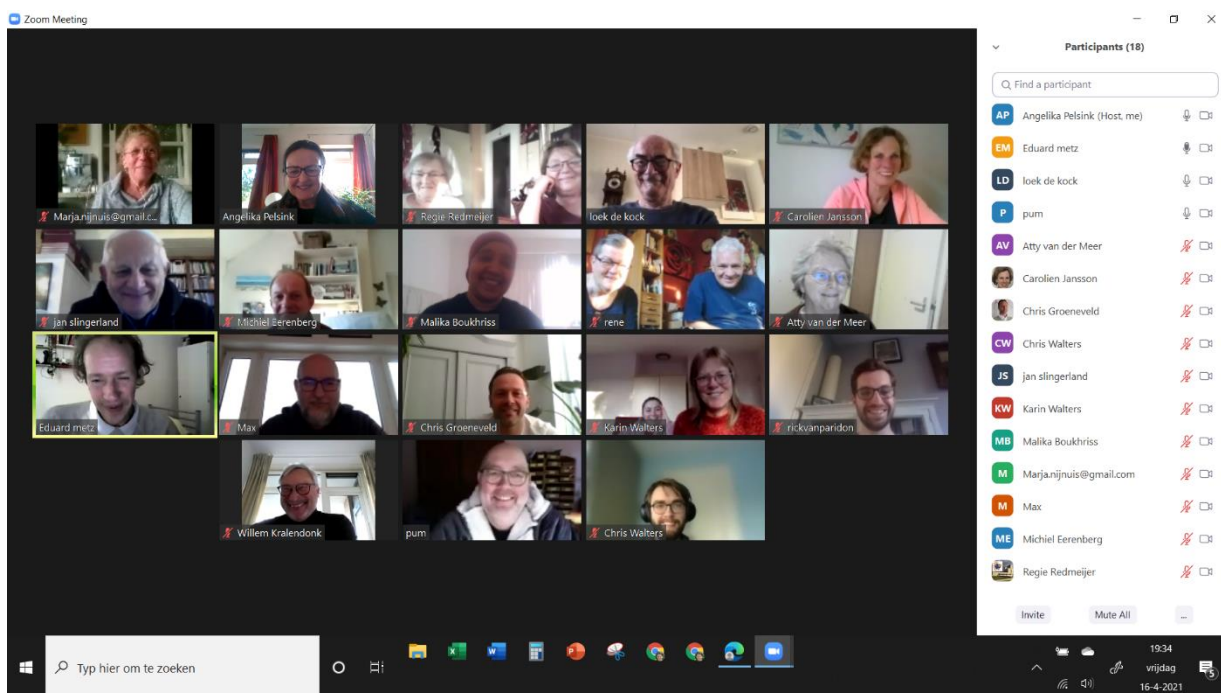 Zoom Meeting
Participants (18)
Find a participant
AP Angelika Pelsink (Host, me)
EM Eduard metz
LD loek de kock
P pum
AV Atty van der Meer
Carolien Jansson
Chris Groeneveld
CW Chris Walters
JS jan slingerland
KW Karin Walters
MB Malika Boukhriss
M Marja.nijnuis@gmail.com
M Max
ME Michiel Eerenberg
Regie Redmeijer
Invite Mute All ...
Marja.nijnuis@gmail.c...
Angelika Pelsink
Regie Redmeijer
loek de kock
Carolien Jansson
jan slingerland
Michiel Eerenberg
Malika Boukhriss
rene
Atty van der Meer
Eduard metz
Max
Chris Groeneveld
Karin Walters
rickvanparidon
Willem Kralendonk
pum
Chris Walters
Typ hier om te zoeken
19:34
vrijdag
16-4-2021
5